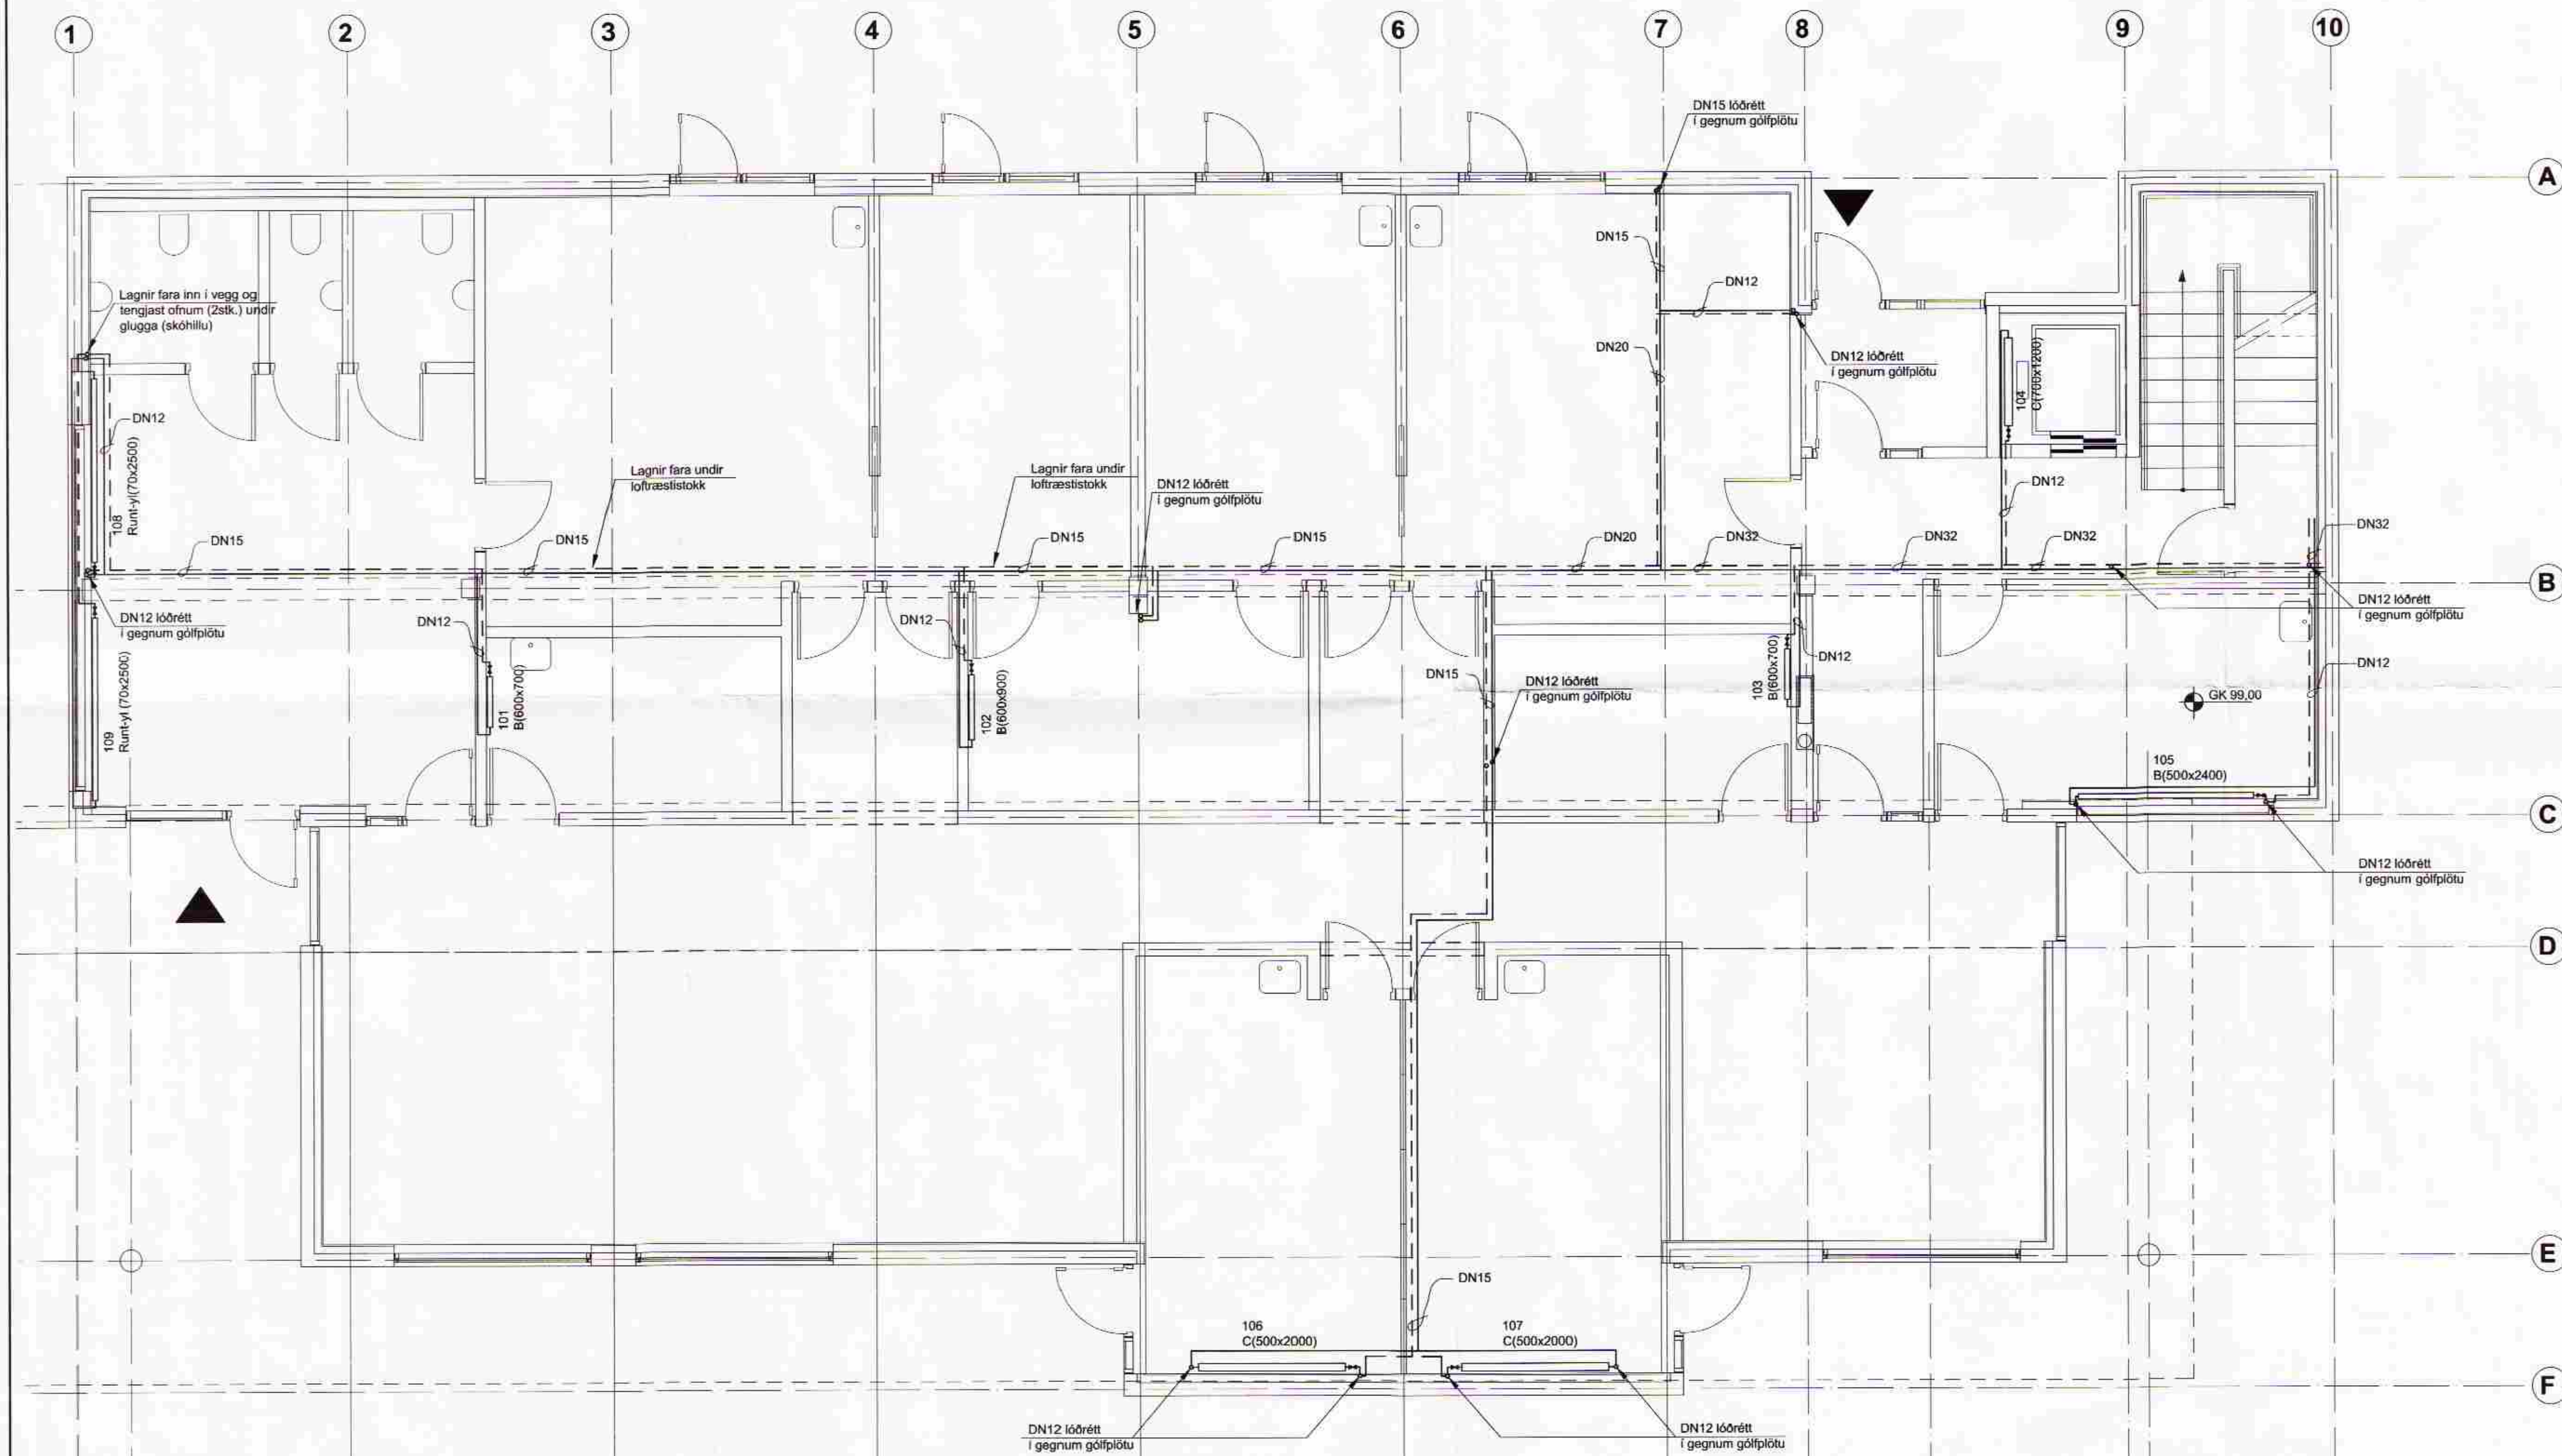 1
2
3
4
5
6
7
8
9
10
DN15 lóðrétt
í gegnum gólfplötu
A
DN15
DN12
Lagnir fara inn í vegg og
tengjast ofnum (2stk.) undir
glugga (skóhillu)
DN20
DN12 lóðrétt
í gegnum gólfplötu
104
C(700x1200)
DN12
108
Runt-yl(70x2500)
Lagnir fara undir
loftræstistokk
Lagnir fara undir
loftræstistokk
DN12 lóðrétt
í gegnum gólfplötu
DN12
DN32
DN15
DN15
DN15
DN15
DN20
DN32
DN32
DN32
B
DN12 lóðrétt
í gegnum gólfplötu
DN12 lóðrétt
í gegnum gólfplötu
DN12
DN12
DN12
DN12
109
Runt-yl (70x2500)
101
B(600x700)
102
B(600x900)
DN15
DN12 lóðrétt
í gegnum gólfplötu
103
B(600x700)
GK 99,00
105
B(500x2400)
C
DN12 lóðrétt
í gegnum gólfplötu
D
E
DN15
106
C(500x2000)
107
C(500x2000)
F
DN12 lóðrétt
í gegnum gólfplötu
DN12 lóðrétt
í gegnum gólfplötu